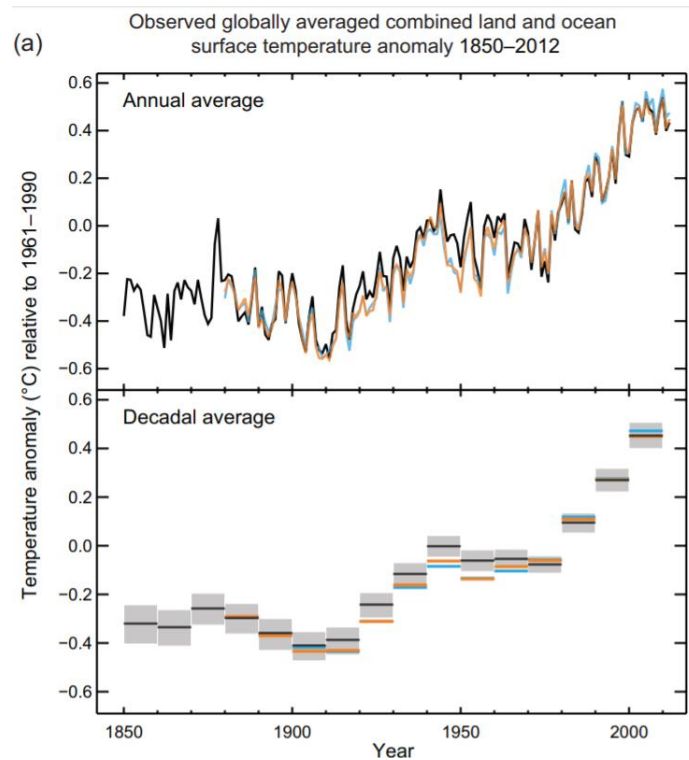 Observed globally averaged combined land and ocean
(a)
surface temperature anomaly 1850–2012
Annual average
0.6
0.4
0.2
0.0
−0.2
−0.4
−0.6
Temperature anomaly (°C) relative to 1961–1990
Decadal average
0.4
0.2
0.0
−0.2
−0.4
−0.6
1850
1900
1950
2000
Year